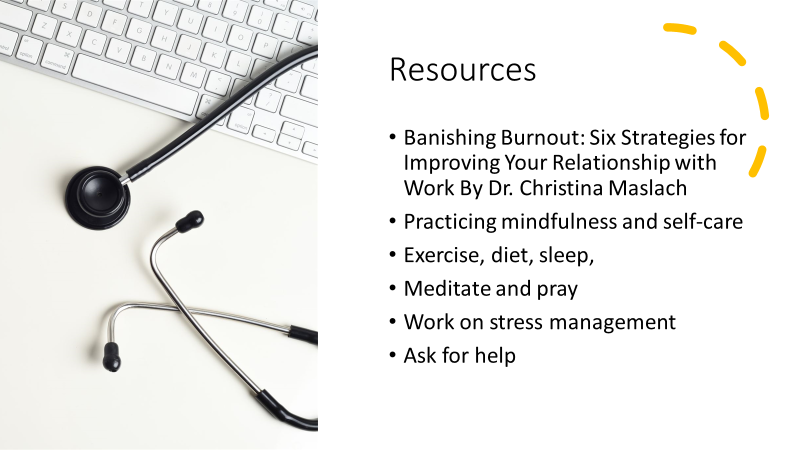 Resources
• Banishing Burnout: Six Strategies for
Improving Your Relationship with
Work By Dr. Christina Maslach
• Practicing mindfulness and self-care
• Exercise, diet, sleep,
• Meditate and pray
• Work on stress management
• Ask for help